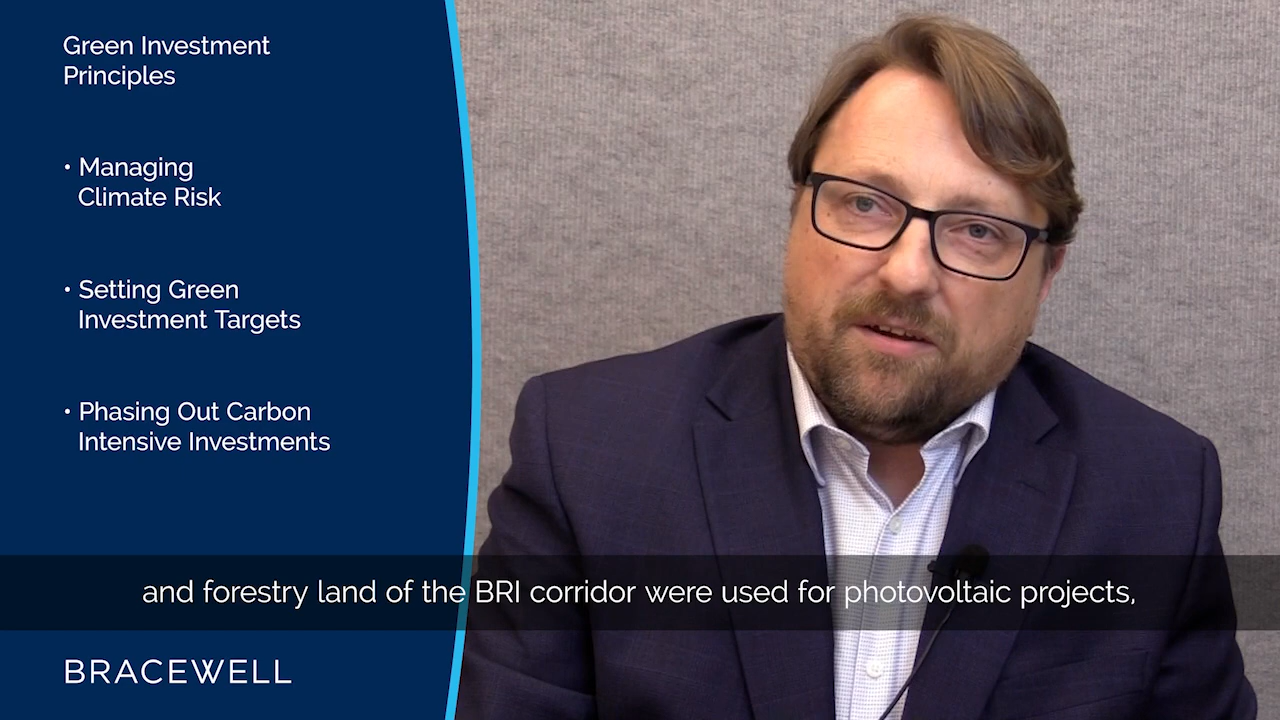 Green Investment
Principles
• Managing
Climate Risk
• Setting Green
Investment Targets
• Phasing Out Carbon
Intensive Investments
and forestry land of the BRI corridor were used for photovoltaic projects,
BRACEWELL